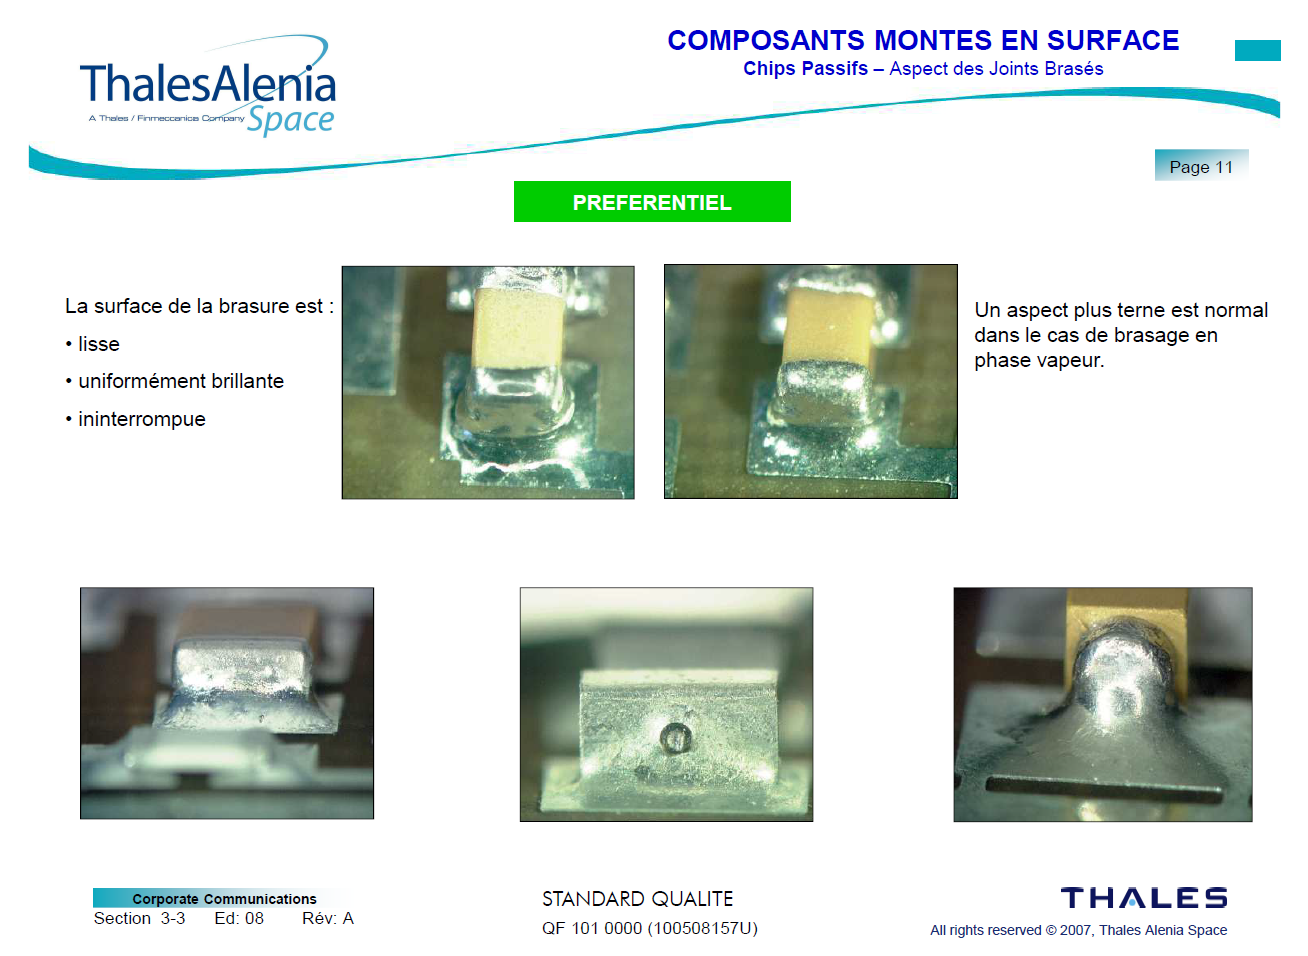 ThalesAlenia
A Thales / Finmeccanica Company
Space
COMPOSANTS MONTES EN SURFACE
Chips Passifs – Aspect des Joints Brasés
Page 11
PREFERENTIEL
La surface de la brasure est :
• lisse
• uniformément brillante
• ininterrompue
Un aspect plus terne est normal
dans le cas de brasage en
phase vapeur.
Corporate Communications
Section 3-3 Ed: 08 Rév: A
STANDARD QUALITE
QF 101 0000 (100508157U)
THALES
All rights reserved © 2007, Thales Alenia Space